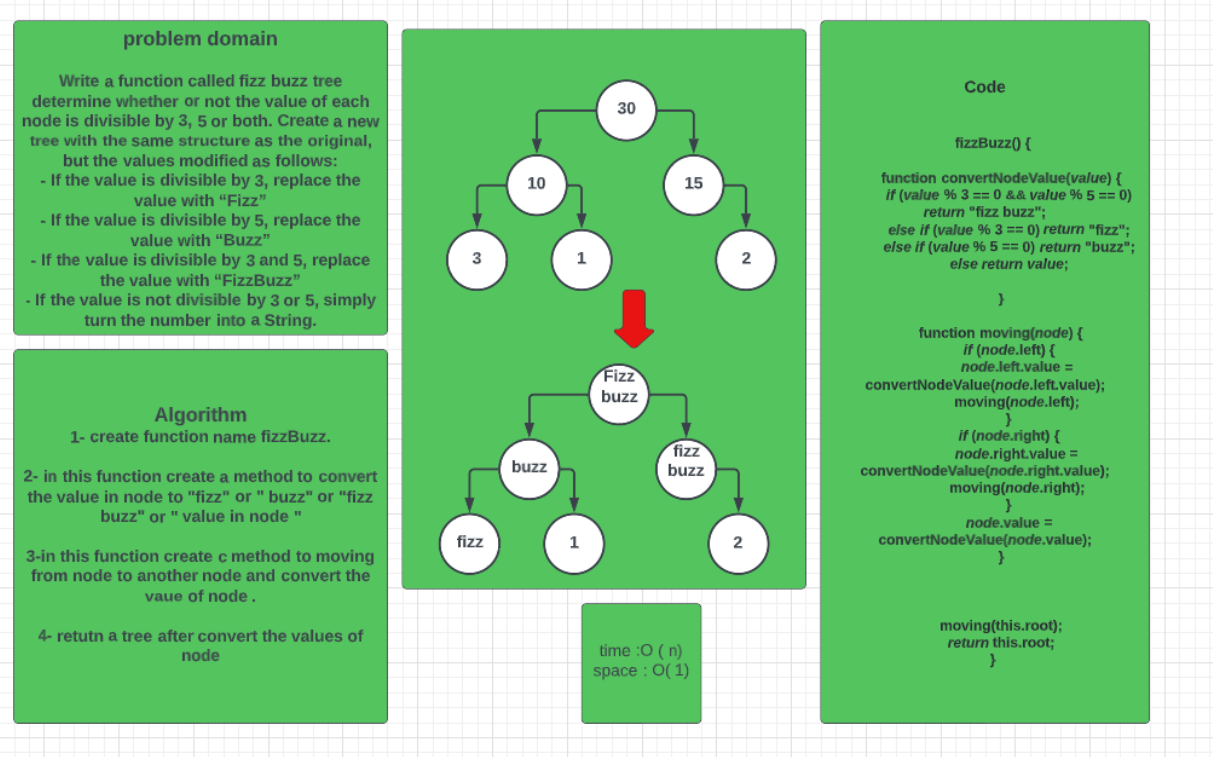 problem domain
Write a function called fizz buzz tree
determine whether or not the value of each
node is divisible by 3, 5 or both. Create a new
tree with the same structure as the original,
but the values modified as follows:
- If the value is divisible by 3, replace the
value with “Fizz”
- If the value is divisible by 5, replace the
value with “Buzz”
- If the value is divisible by 3 and 5, replace
the value with “FizzBuzz”
- If the value is not divisible by 3 or 5, simply
turn the number into a String.
Algorithm
1- create function name fizzBuzz.
2- in this function create a method to convert
the value in node to "fizz" or " buzz" or "fizz
buzz" or " value in node "
3-in this function create c method to moving
from node to another node and convert the
vaue of node .
4- retutn a tree after convert the values of
node
30
10
15
3
1
2
Fizz
buzz
buzz
fizz
buzz
fizz
1
2
time :O ( n)
space : O( 1)
Code
fizzBuzz() {
function convertNodeValue(value) {
if (value % 3 == 0 && value % 5 == 0)
return "fizz buzz";
else if (value % 3 == 0) return "fizz";
else if (value % 5 == 0) return "buzz";
else return value;
}
function moving(node) {
if (node.left) {
node.left.value =
convertNodeValue(node.left.value);
moving(node.left);
}
if (node.right) {
node.right.value =
convertNodeValue(node.right.value);
moving(node.right);
}
node.value =
convertNodeValue(node.value);
}
moving(this.root);
return this.root;
}